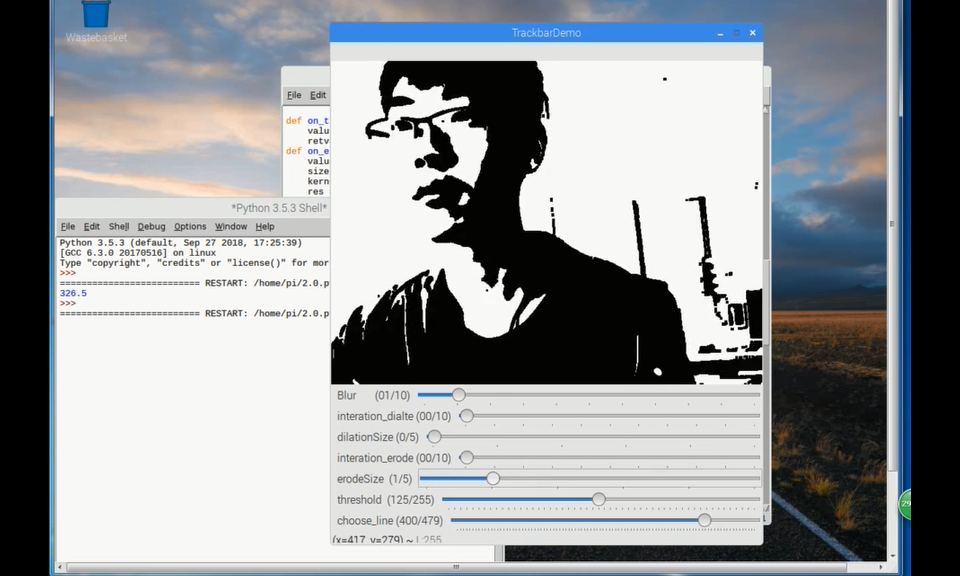 Wastebasket
TrackbarDemo
File Edit
def on_t
valu
retv
def on_e
valu
size
kern
res
*Python 3.5.3 Shell*
File Edit Shell Debug Options Window Help
Python 3.5.3 (default, Sep 27 2018, 17:25:39)
[GCC 6.3.0 20170516] on linux
Type "copyright", "credits" or "license()" for mor
>>>
========================= RESTART: /home/pi/2.0.p
326.5
>>>
========================= RESTART: /home/pi/2.0.p
Blur (01/10)
interation_dialte (00/10)
dilationSize (0/5)
interation_erode (00/10)
erodeSize (1/5)
threshold (125/255)
choose_line (400/479)
(x=417, y=279) ~ L:255
29